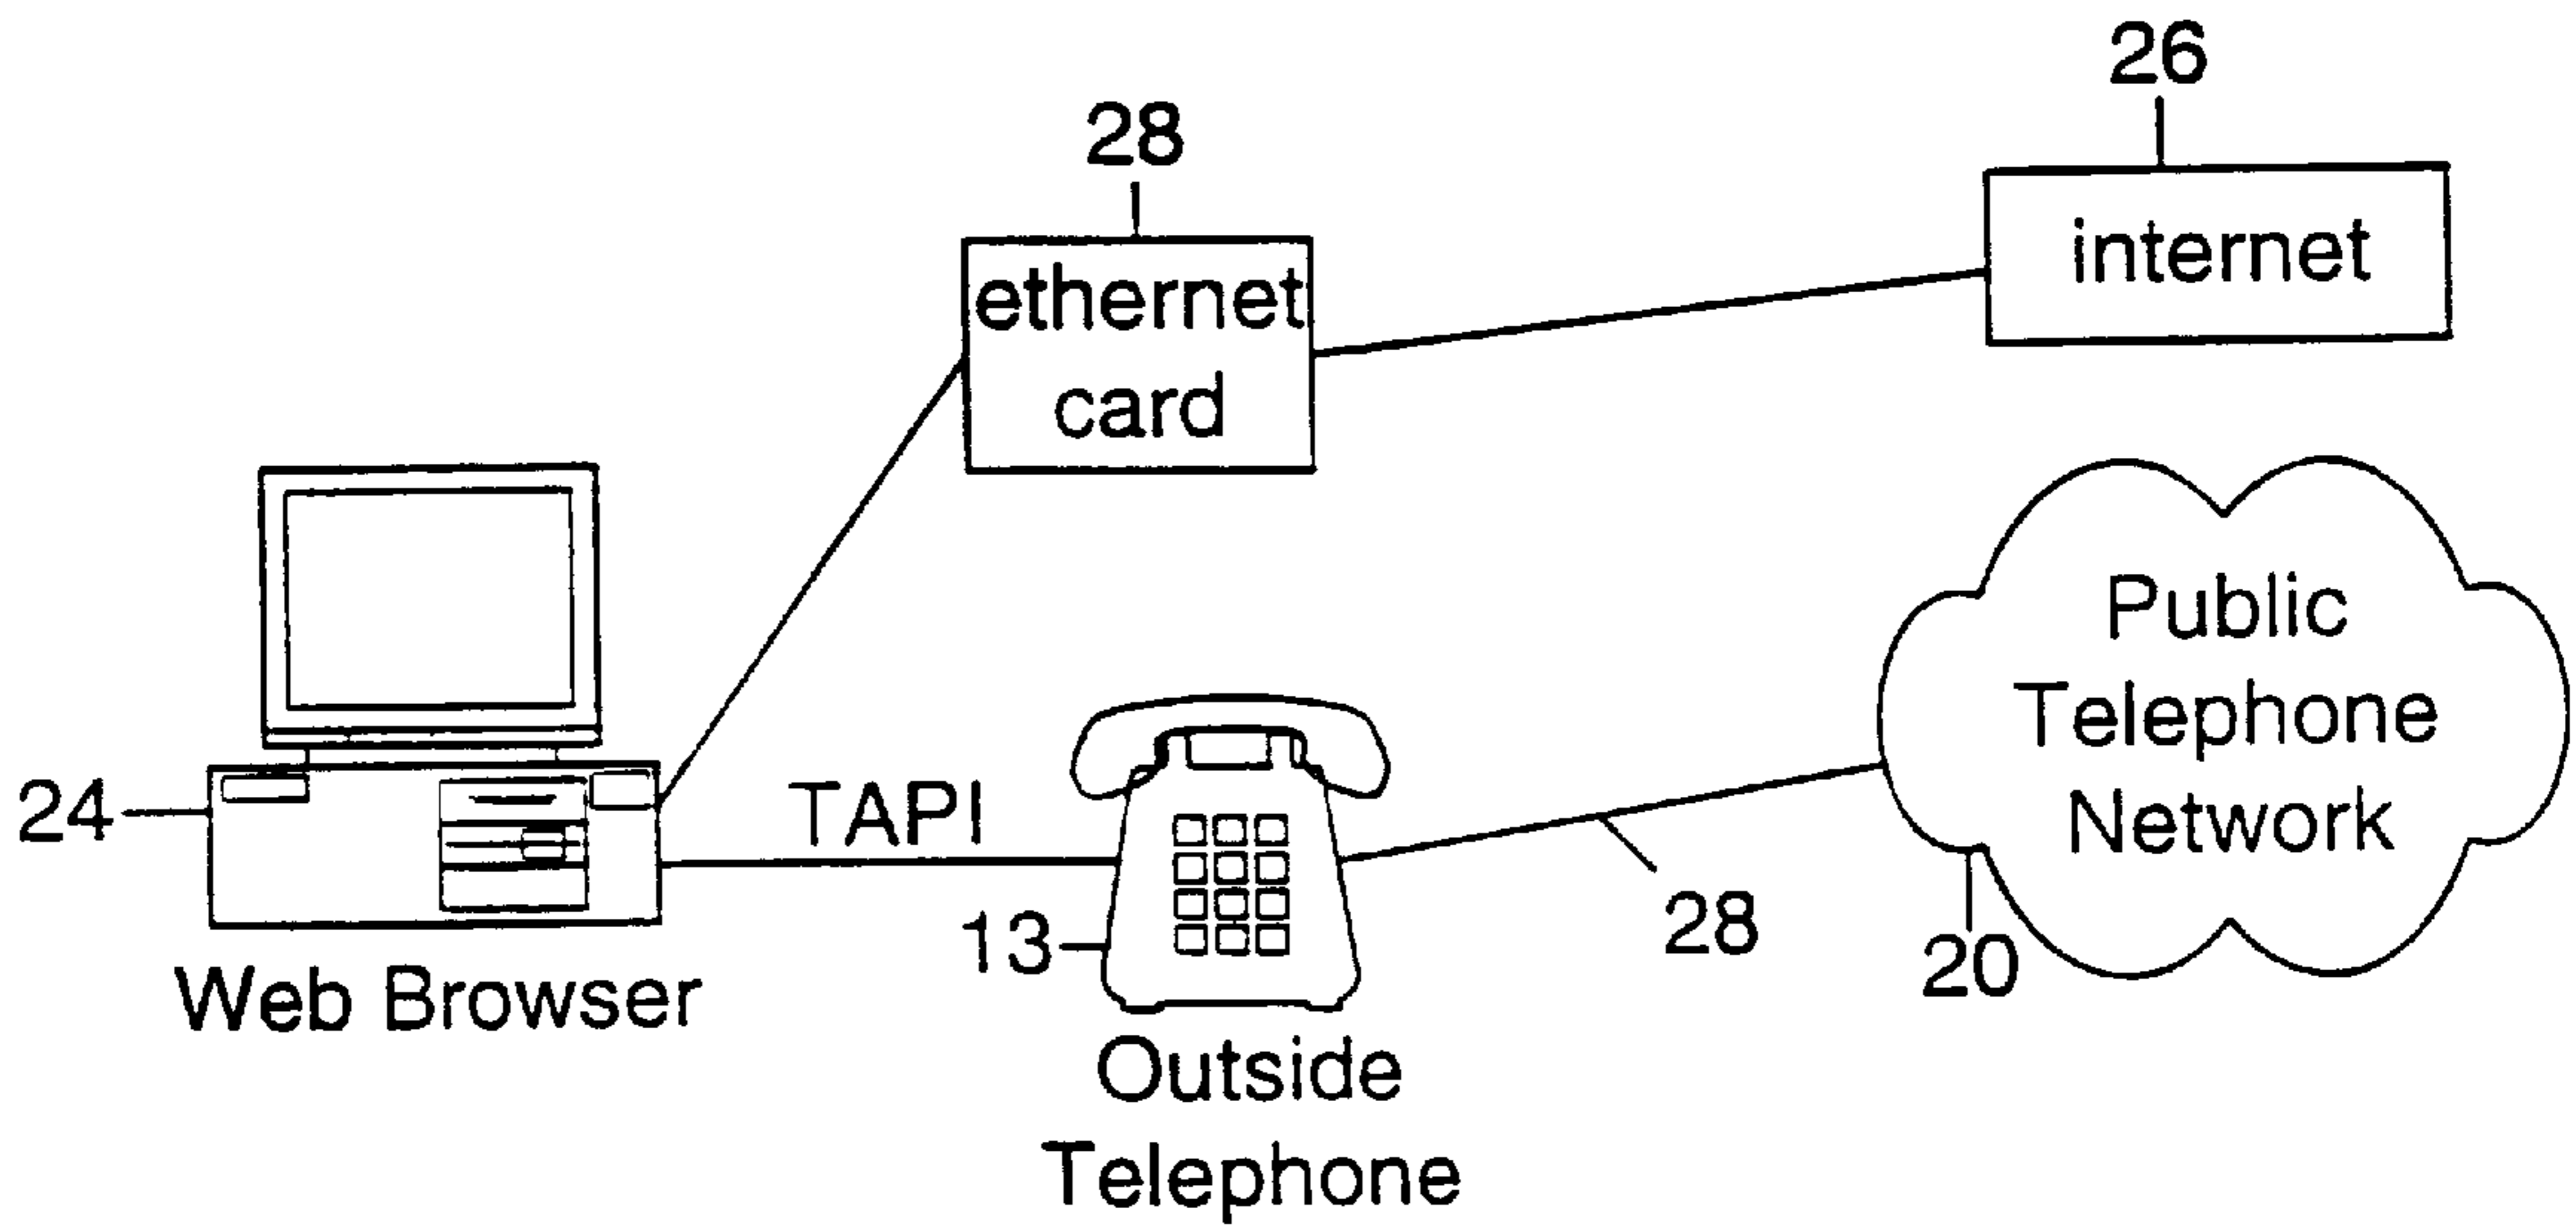 26
28
internet
ethernet
card
Public
Telephone
Network
24
TAPI
13
28
20
Web Browser
Outside
Telephone